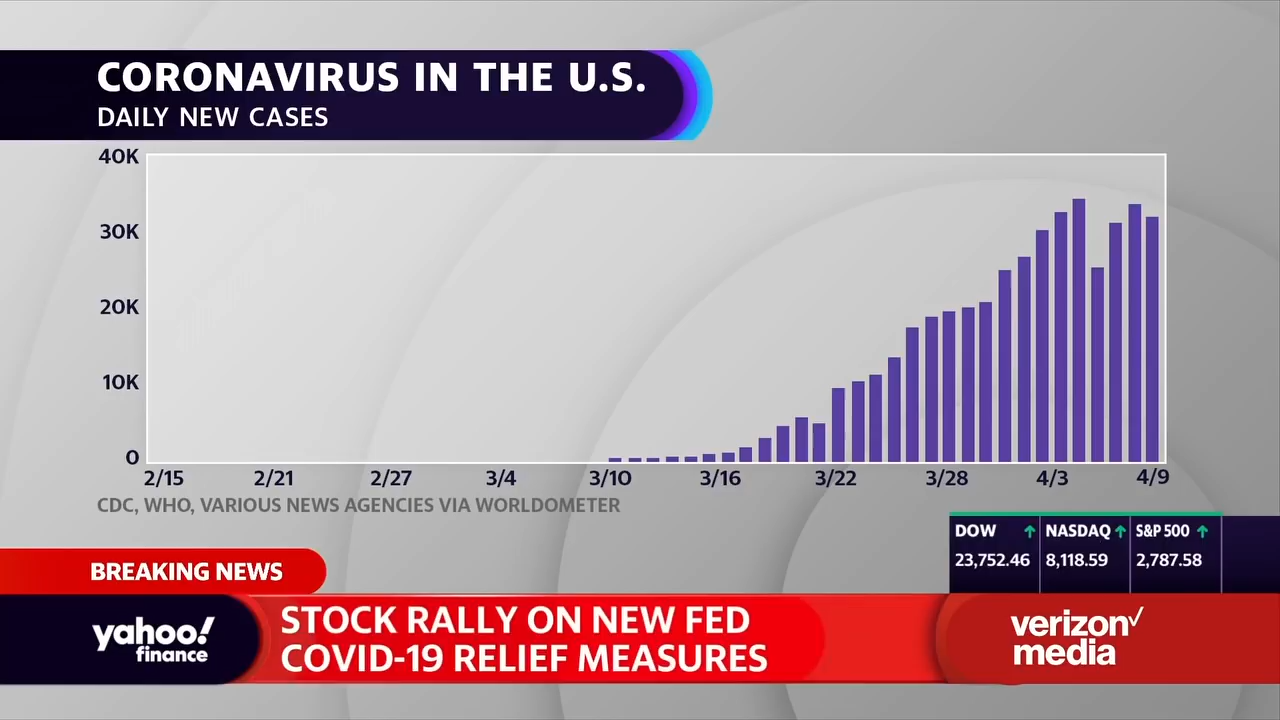 CORONAVIRUS IN THE U.S.
DAILY NEW CASES
40K
30K
20K
10K
0
2/15 2/21 2/27 3/4 3/10 3/16 3/22 3/28 4/3 4/9
CDC, WHO, VARIOUS NEWS AGENCIES VIA WORLDOMETER
DOW NASDAQ S&P 500
23,752.46 8,118.59 2,787.58
BREAKING NEWS
yahoo!
finance
STOCK RALLY ON NEW FED
COVID-19 RELIEF MEASURES
verizon
media